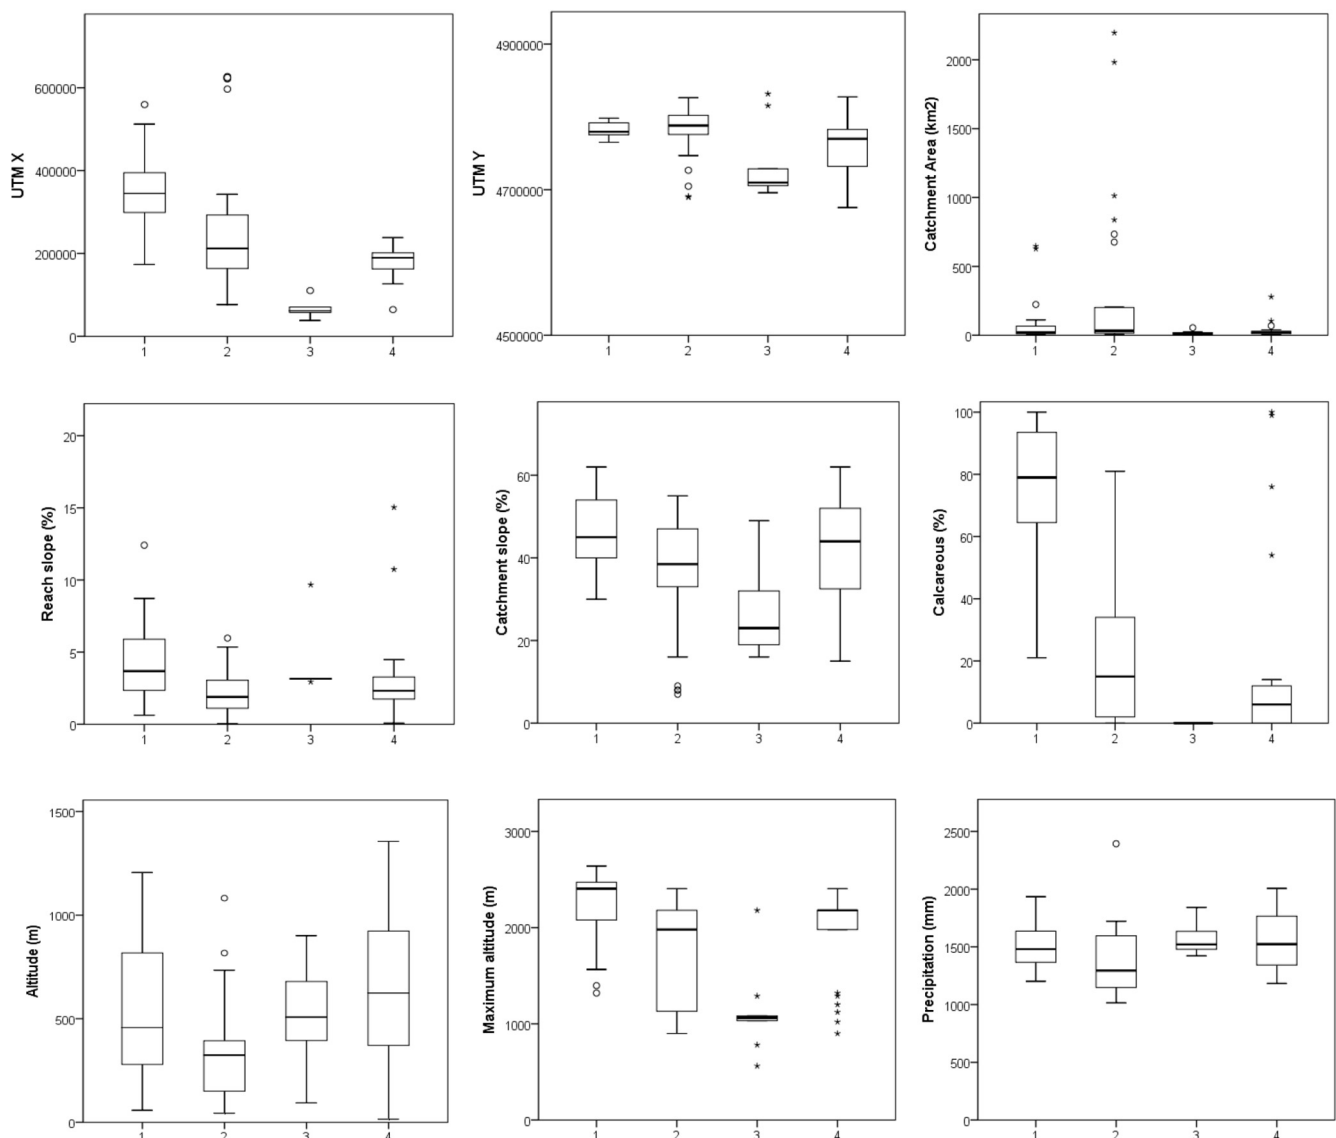 UTM X
600000
400000
200000
0
1 2 3 4
UTM Y
4900000
4700000
4500000
1 2 3 4
Catchment Area (km2)
2000
1500
1000
500
0
1 2 3 4
Reach slope (%)
20
15
10
5
0
1 2 3 4
Catchment slope (%)
60
40
20
0
1 2 3 4
Calcareous (%)
100
80
60
40
20
0
1 2 3 4
Altitude (m)
1500
1000
500
0
1 2 3 4
Maximum altitude (m)
3000
2000
1000
0
1 2 3 4
Precipitation (mm)
2500
2000
1500
1000
500
0
1 2 3 4